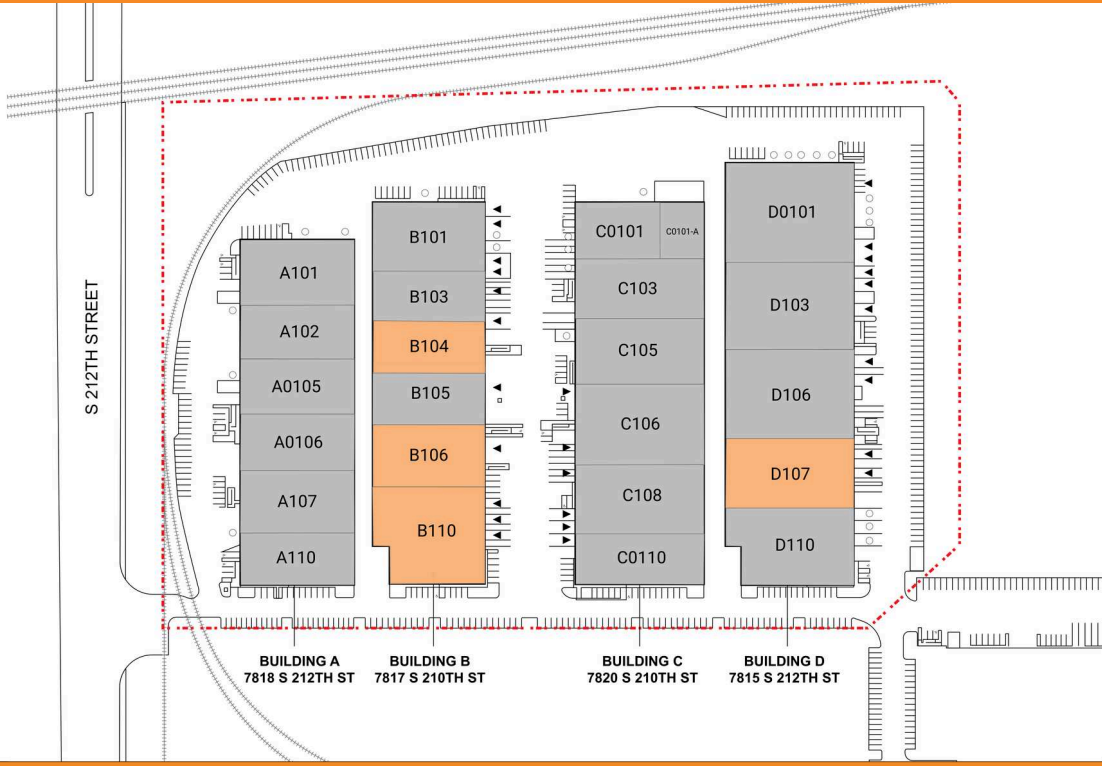 S 212TH STREET
A101
A102
A0105
A0106
A107
A110
B101
B103
B104
B105
B106
B110
C0101
C0101-A
C103
C105
C106
C108
C0110
D0101
D103
D106
D107
D110
BUILDING A
7818 S 212TH ST
BUILDING B
7817 S 210TH ST
BUILDING C
7820 S 210TH ST
BUILDING D
7815 S 212TH ST